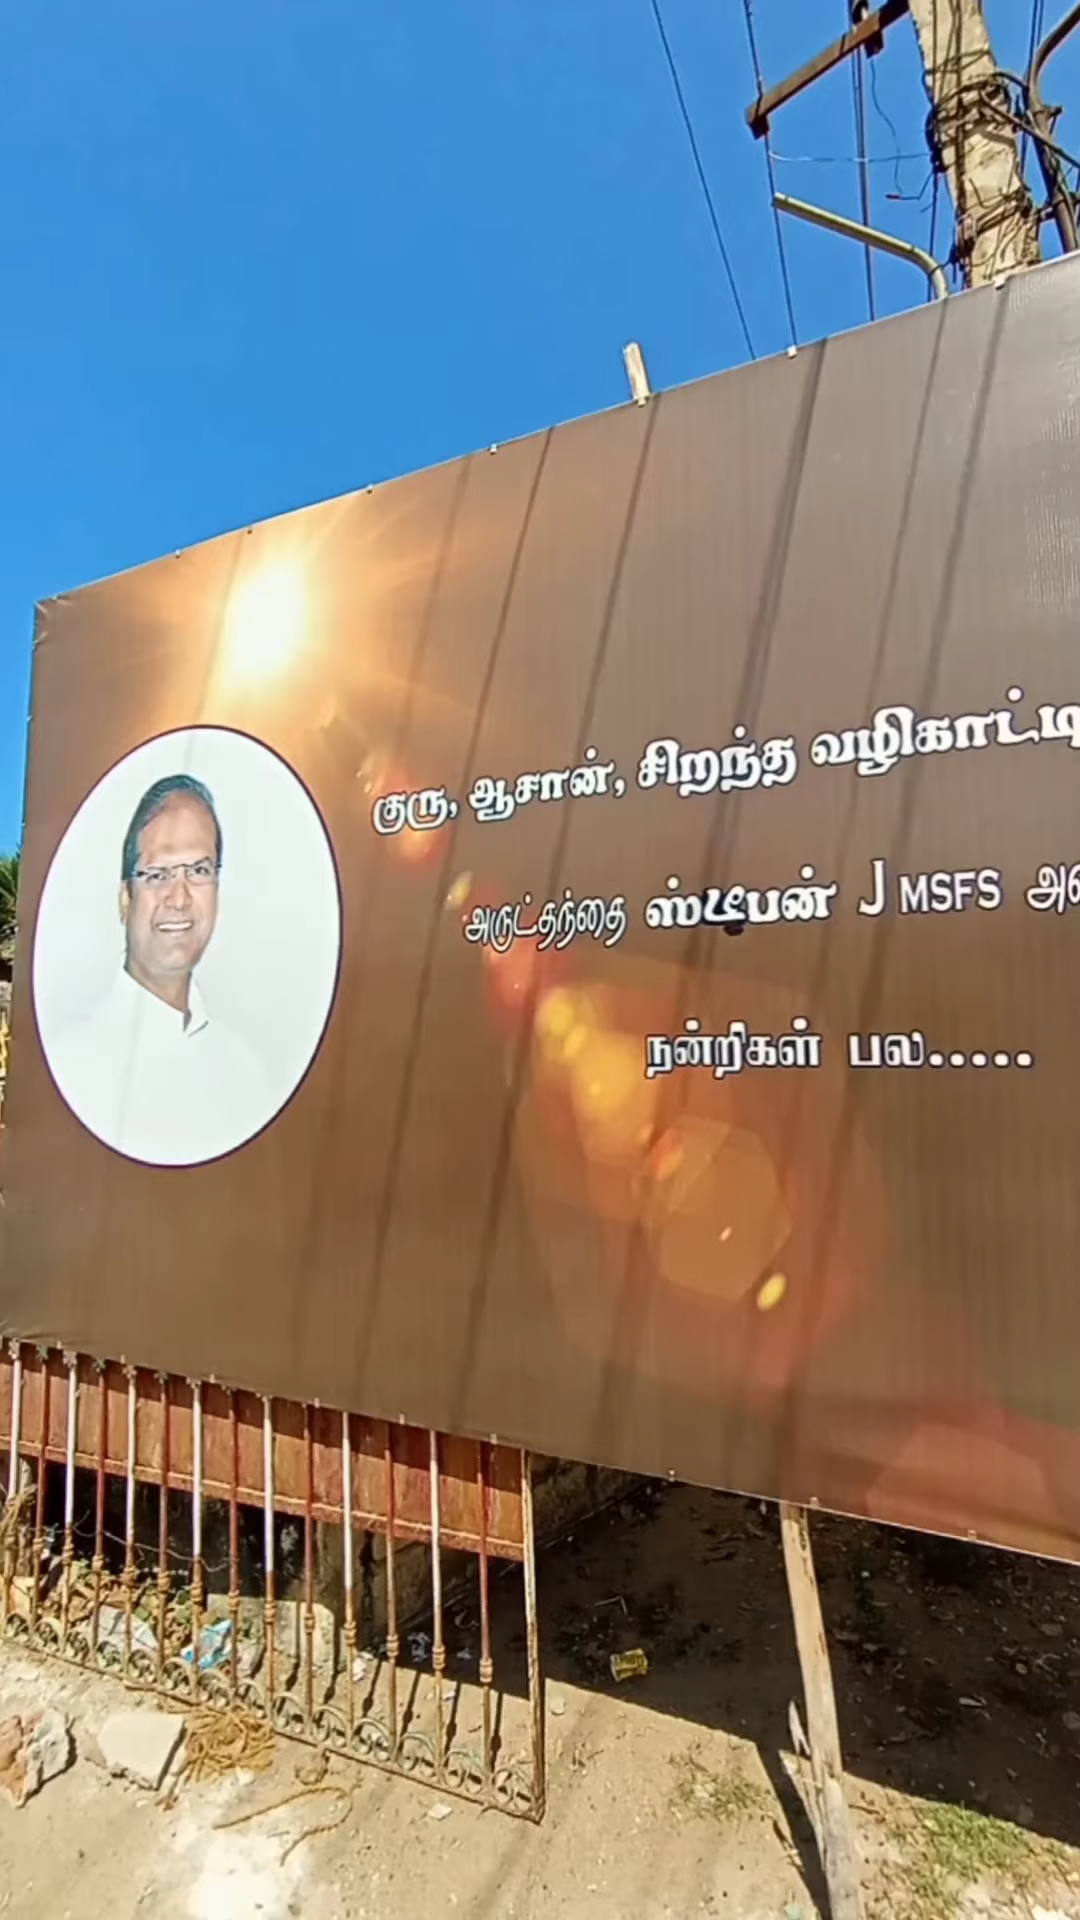 குரு, ஆசான், சிறந்த வழிகாட்டி
அருட்தந்தை ஸ்டீபன் J MSFS
நன்றிகள் பல.....